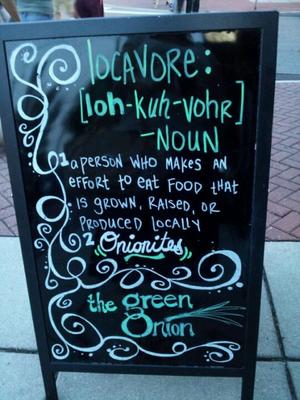 locavore:
[loh-kuh-vohr]
-NOUN
1 a PERSON WHO MAKES AN
EFFORT to EAT FOOD tHAt
is GROWN, RAISED, OR
PRODUCED LOCALLY
2 Onionites
the green
Onion